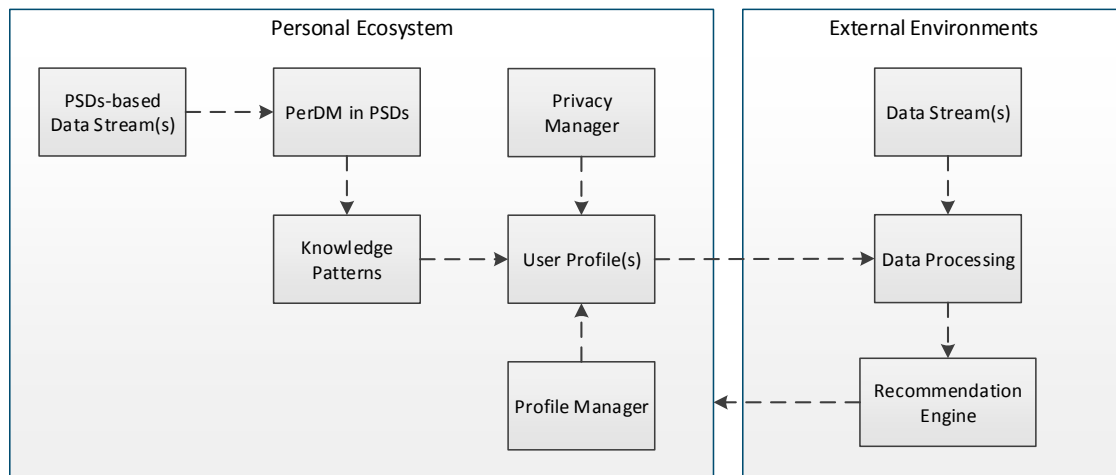 Personal Ecosystem
PSDs-based
Data Stream(s)
PerDM in PSDs
Privacy
Manager
Knowledge
Patterns
User Profile(s)
Profile Manager
External Environments
Data Stream(s)
Data Processing
Recommendation
Engine